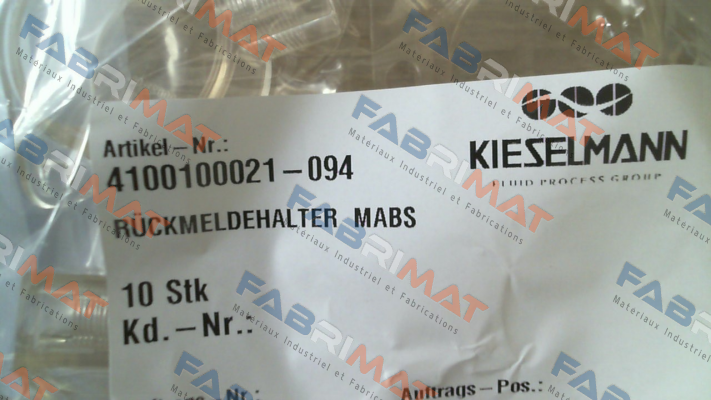 KIESELMANN
FLUID PROCESS GROUP
Artikel-Nr.:
4100100021-094
RÜCKMELDEHALTER MABS
10 Stk
Kd.-Nr.:
Auftrags-Pos.:
FABRIMAT
Matériaux Industriel et Fabrications